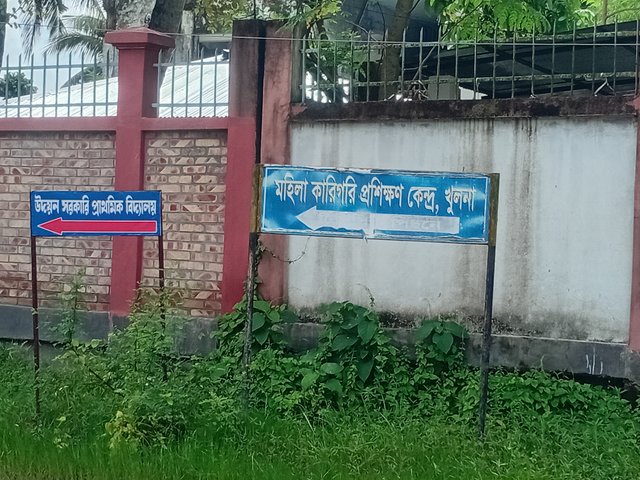 উদয়ন সরকারি প্রাথমিক বিদ্যালয়
মহিলা কারিগরি প্রশিক্ষণ কেন্দ্র, খুলনা